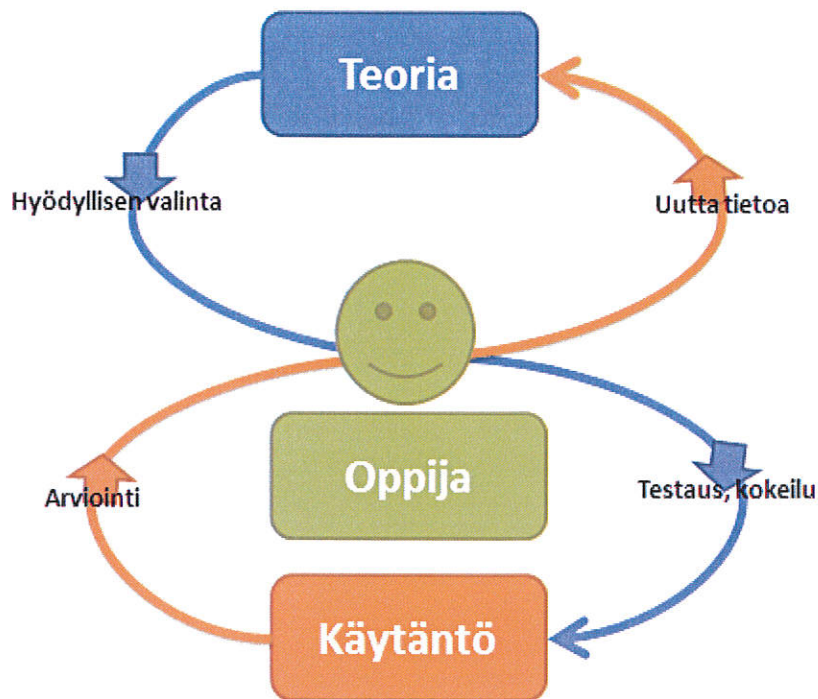 Teoria
Hyödyllisen valinta
Uutta tietoa
Oppija
Arviointi
Testaus, kokeilu
Käytäntö